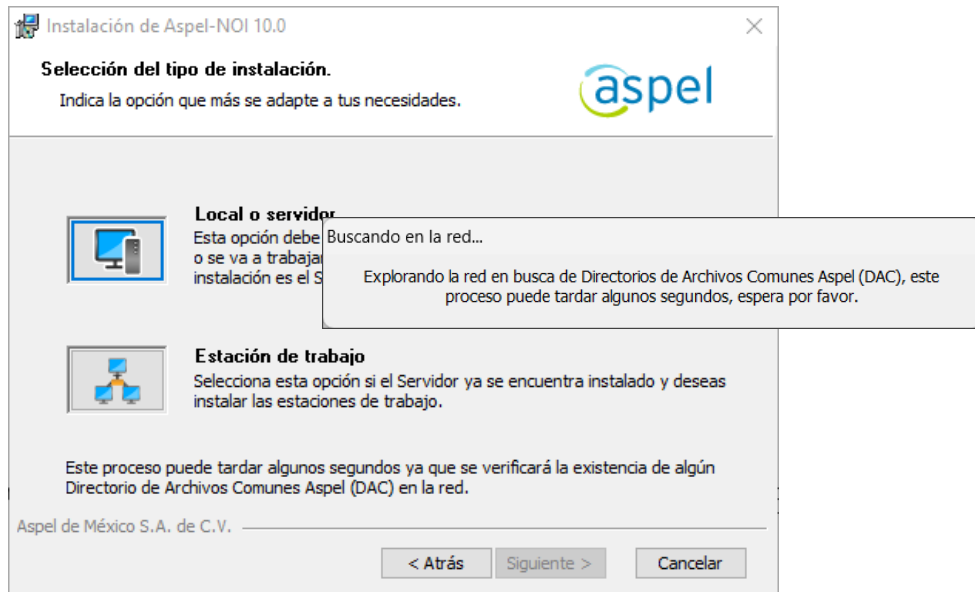 Instalación de Aspel-NOI 10.0
Selección del tipo de instalación.
Indica la opción que más se adapte a tus necesidades.
aspel
Local o servidor
Esta opción debe
o se va a trabajar
instalación es el S
Buscando en la red...
Explorando la red en busca de Directorios de Archivos Comunes Aspel (DAC), este
proceso puede tardar algunos segundos, espera por favor.
Estación de trabajo
Selecciona esta opción si el Servidor ya se encuentra instalado y deseas
instalar las estaciones de trabajo.
Este proceso puede tardar algunos segundos ya que se verificará la existencia de algún
Directorio de Archivos Comunes Aspel (DAC) en la red.
Aspel de México S.A. de C.V.
< Atrás
Siguiente >
Cancelar